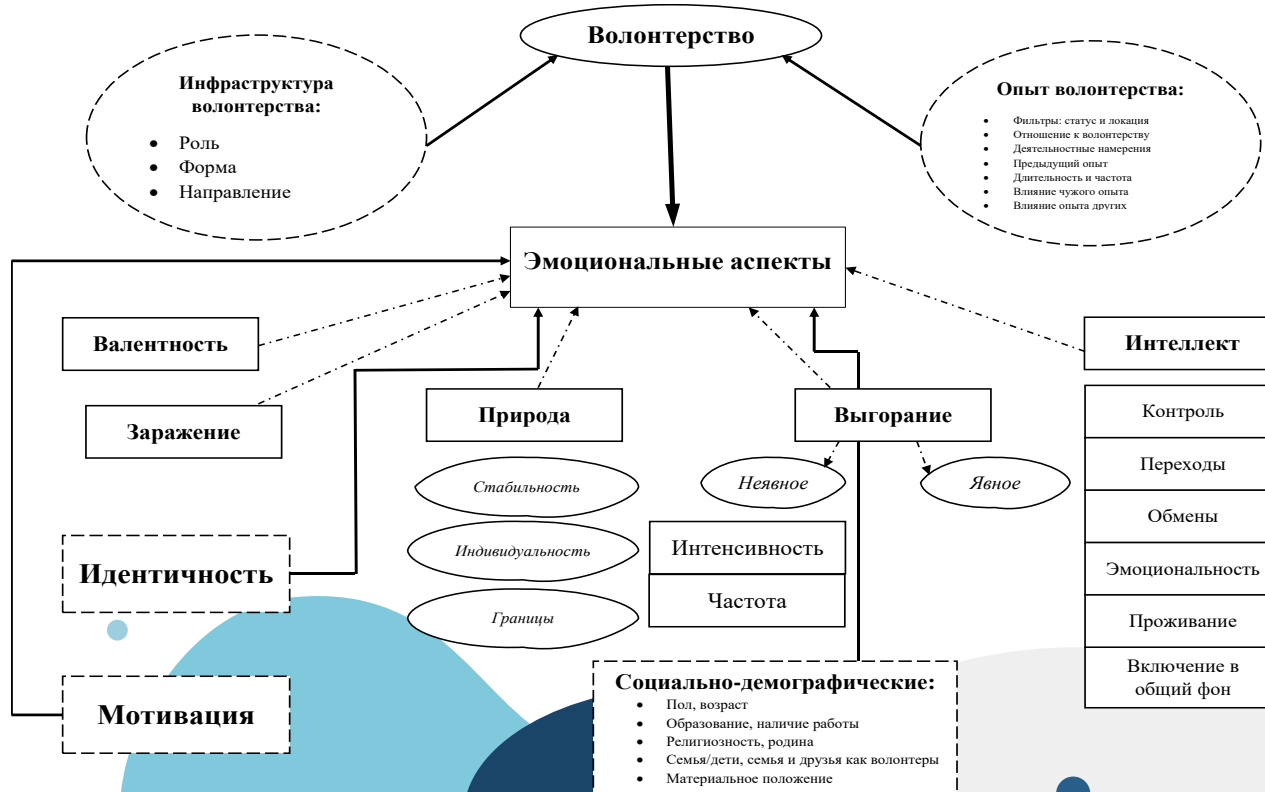 Волонтерство
Инфраструктура
волонтерства:
• Роль
• Форма
• Направление
Опыт волонтерства:
• Фильтры: статус и локация
• Отношение к волонтерству
• Деятельностные намерения
• Предыдущий опыт
• Длительность и частота
• Влияние чужого опыта
• Влияние опыта других
Эмоциональные аспекты
Валентность
Заражение
Природа
Стабильность
Индивидуальность
Границы
Выгорание
Неявное
Явное
Интенсивность
Частота
Интеллект
Контроль
Переходы
Обмены
Эмоциональность
Проживание
Включение в
общий фон
Идентичность
Мотивация
Социально-демографические:
• Пол, возраст
• Образование, наличие работы
• Религиозность, родина
• Семья/дети, семья и друзья как волонтеры
• Материальное положение